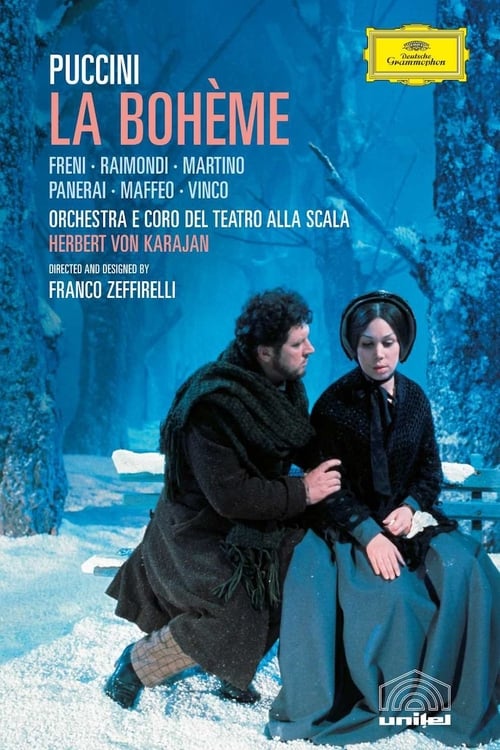 Deutsche
Grammophon
PUCCINI
LA BOHÈME
FRENI · RAIMONDI · MARTINO
PANERAI · MAFFEO · VINCO
ORCHESTRA E CORO DEL TEATRO ALLA SCALA
HERBERT VON KARAJAN
DIRECTED AND DESIGNED BY
FRANCO ZEFFIRELLI
unitel